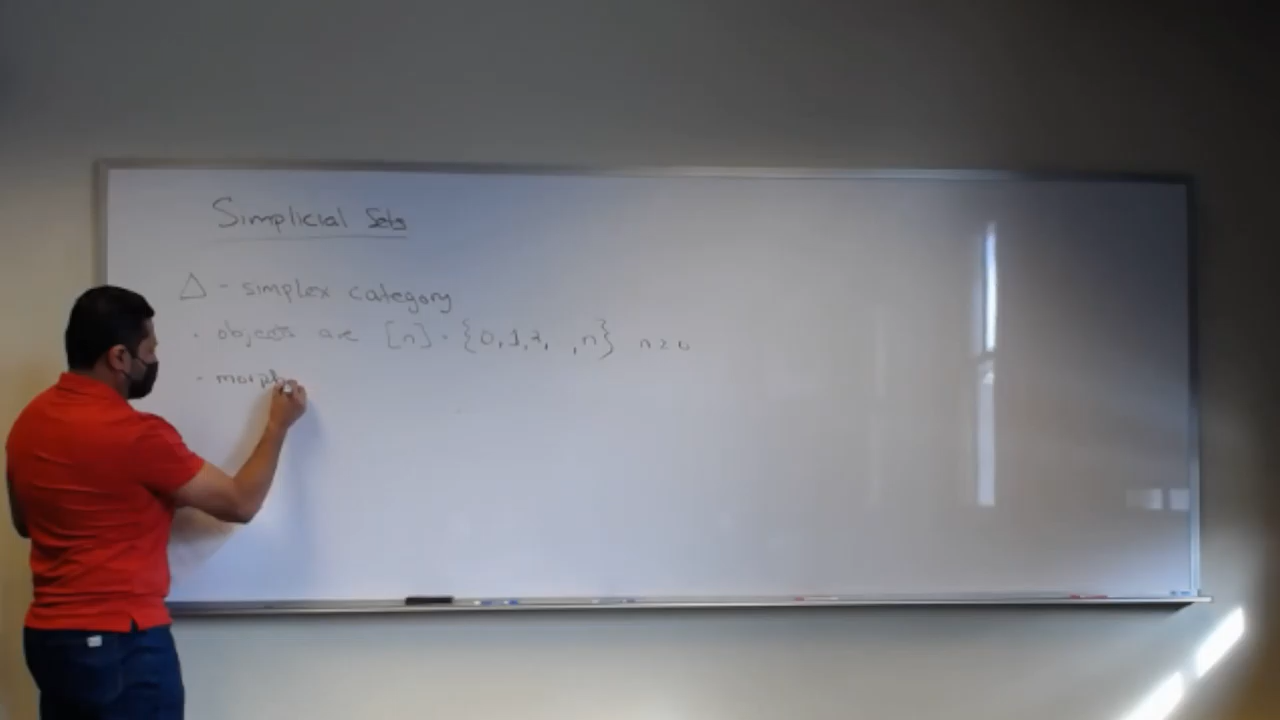 Simplicial Sets
Δ - simplex category
· objects are [n] = {0,1,2, ,n} n≥0
- morph